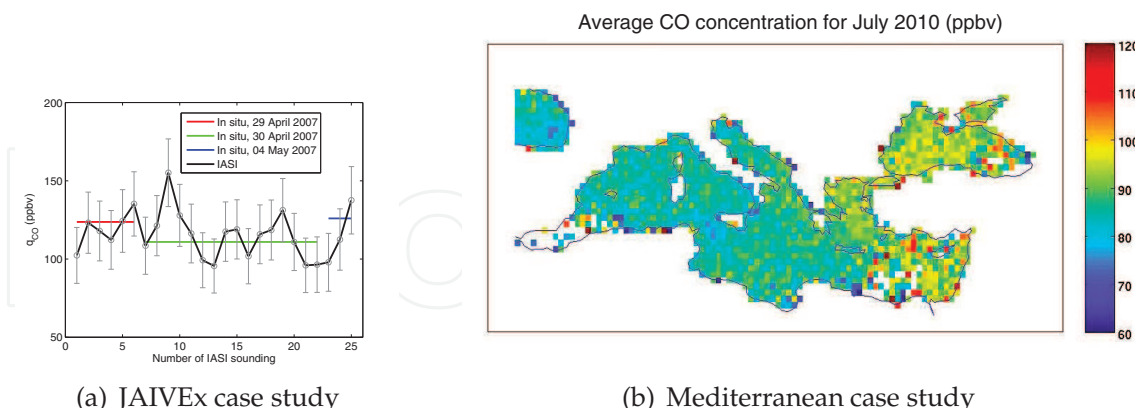 Average CO concentration for July 2010 (ppbv)
200
150
100
50
q_CO (ppbv)
In situ, 29 April 2007
In situ, 30 April 2007
In situ, 04 May 2007
IASI
0
5
10
15
20
25
Number of IASI sounding
120
110
100
90
80
70
60
(a) JAIVEx case study
(b) Mediterranean case study